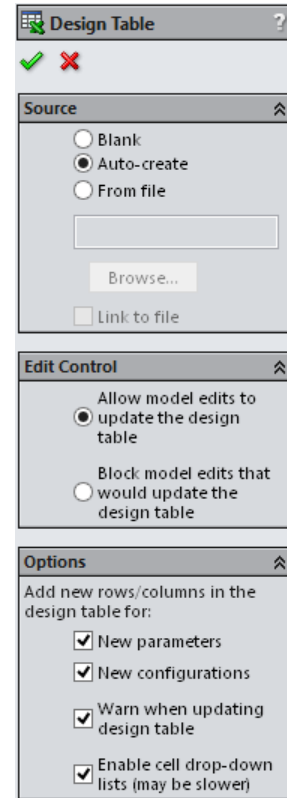 Design Table ?
Source
Blank
Auto-create
From file
Browse...
Link to file
Edit Control
Allow model edits to
update the design
table
Block model edits that
would update the
design table
Options
Add new rows/columns in the
design table for:
New parameters
New configurations
Warn when updating
design table
Enable cell drop-down
lists (may be slower)